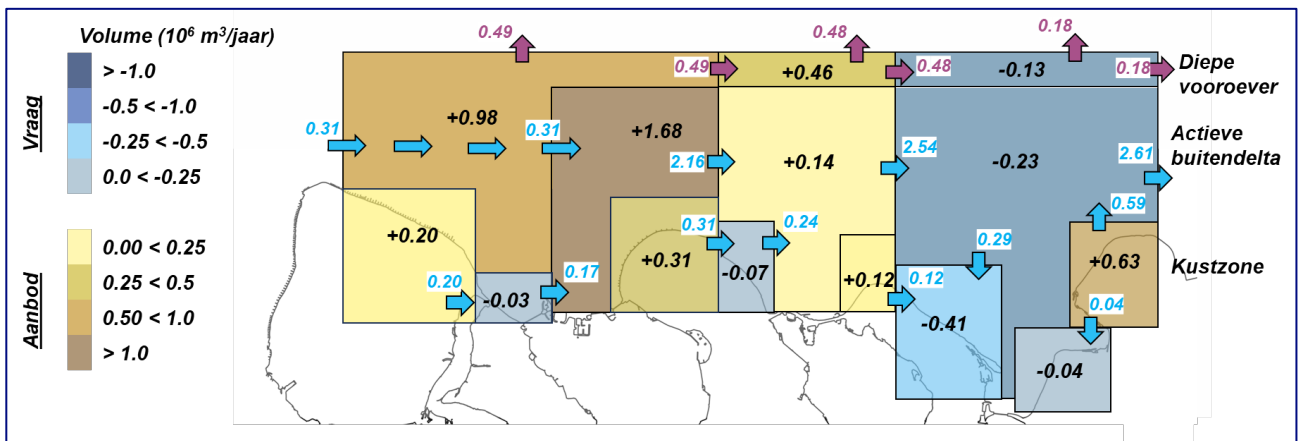 Volume (10⁶ m³/jaar)
Vraag
> -1.0
-0.5 < -1.0
-0.25 < -0.5
0.0 < -0.25
Aanbod
0.00 < 0.25
0.25 < 0.5
0.50 < 1.0
> 1.0
0.49
0.48
0.18
0.49
+0.46
0.48
-0.13
0.18
Diepe
vooroever
0.31
+0.98
0.31
+1.68
2.16
+0.14
2.54
-0.23
2.61
Actieve
buitendelta
+0.20
0.20
-0.03
0.17
+0.31
0.31
-0.07
0.24
+0.12
0.12
0.29
-0.41
0.59
+0.63
0.04
-0.04
Kustzone